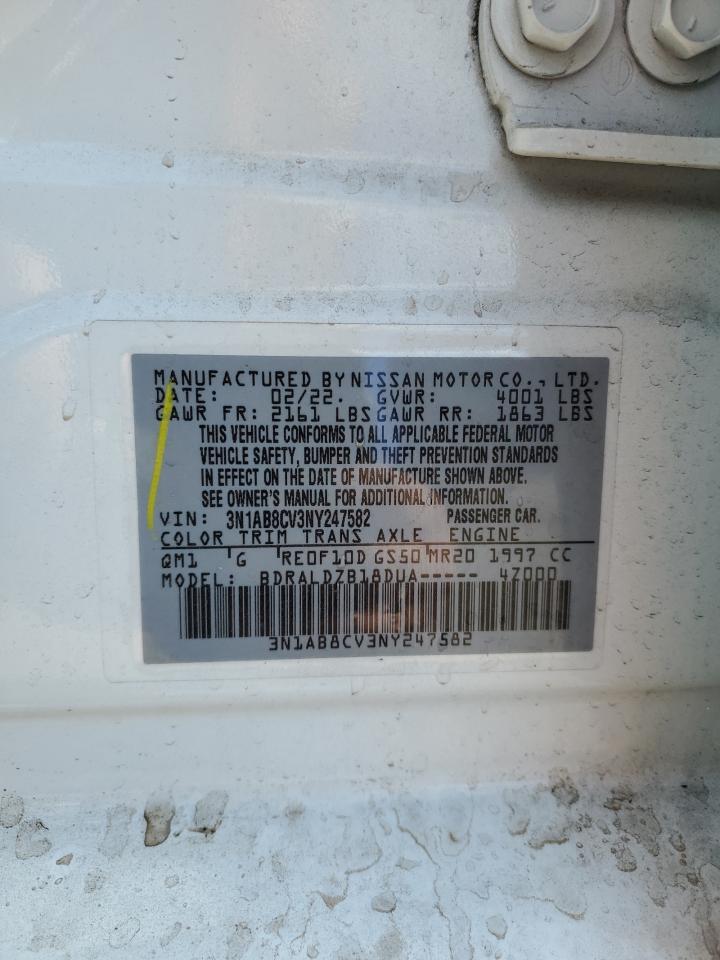 MANUFACTURED BY NISSAN MOTOR CO., LTD.
DATE: 02/22. GVWR: 4001 LBS
GAWR FR: 2161 LBS GAWR RR: 1863 LBS
THIS VEHICLE CONFORMS TO ALL APPLICABLE FEDERAL MOTOR
VEHICLE SAFETY, BUMPER AND THEFT PREVENTION STANDARDS
IN EFFECT ON THE DATE OF MANUFACTURE SHOWN ABOVE.
SEE OWNER'S MANUAL FOR ADDITIONAL INFORMATION.
VIN: 3N1AB8CV3NY247582 PASSENGER CAR.
COLOR TRIM TRANS AXLE ENGINE
QM1 G RE0F10D GS50 MR20 1997 CC
MODEL: BDRALDZB18DUA----- 4Z000
3N1AB8CV3NY247582